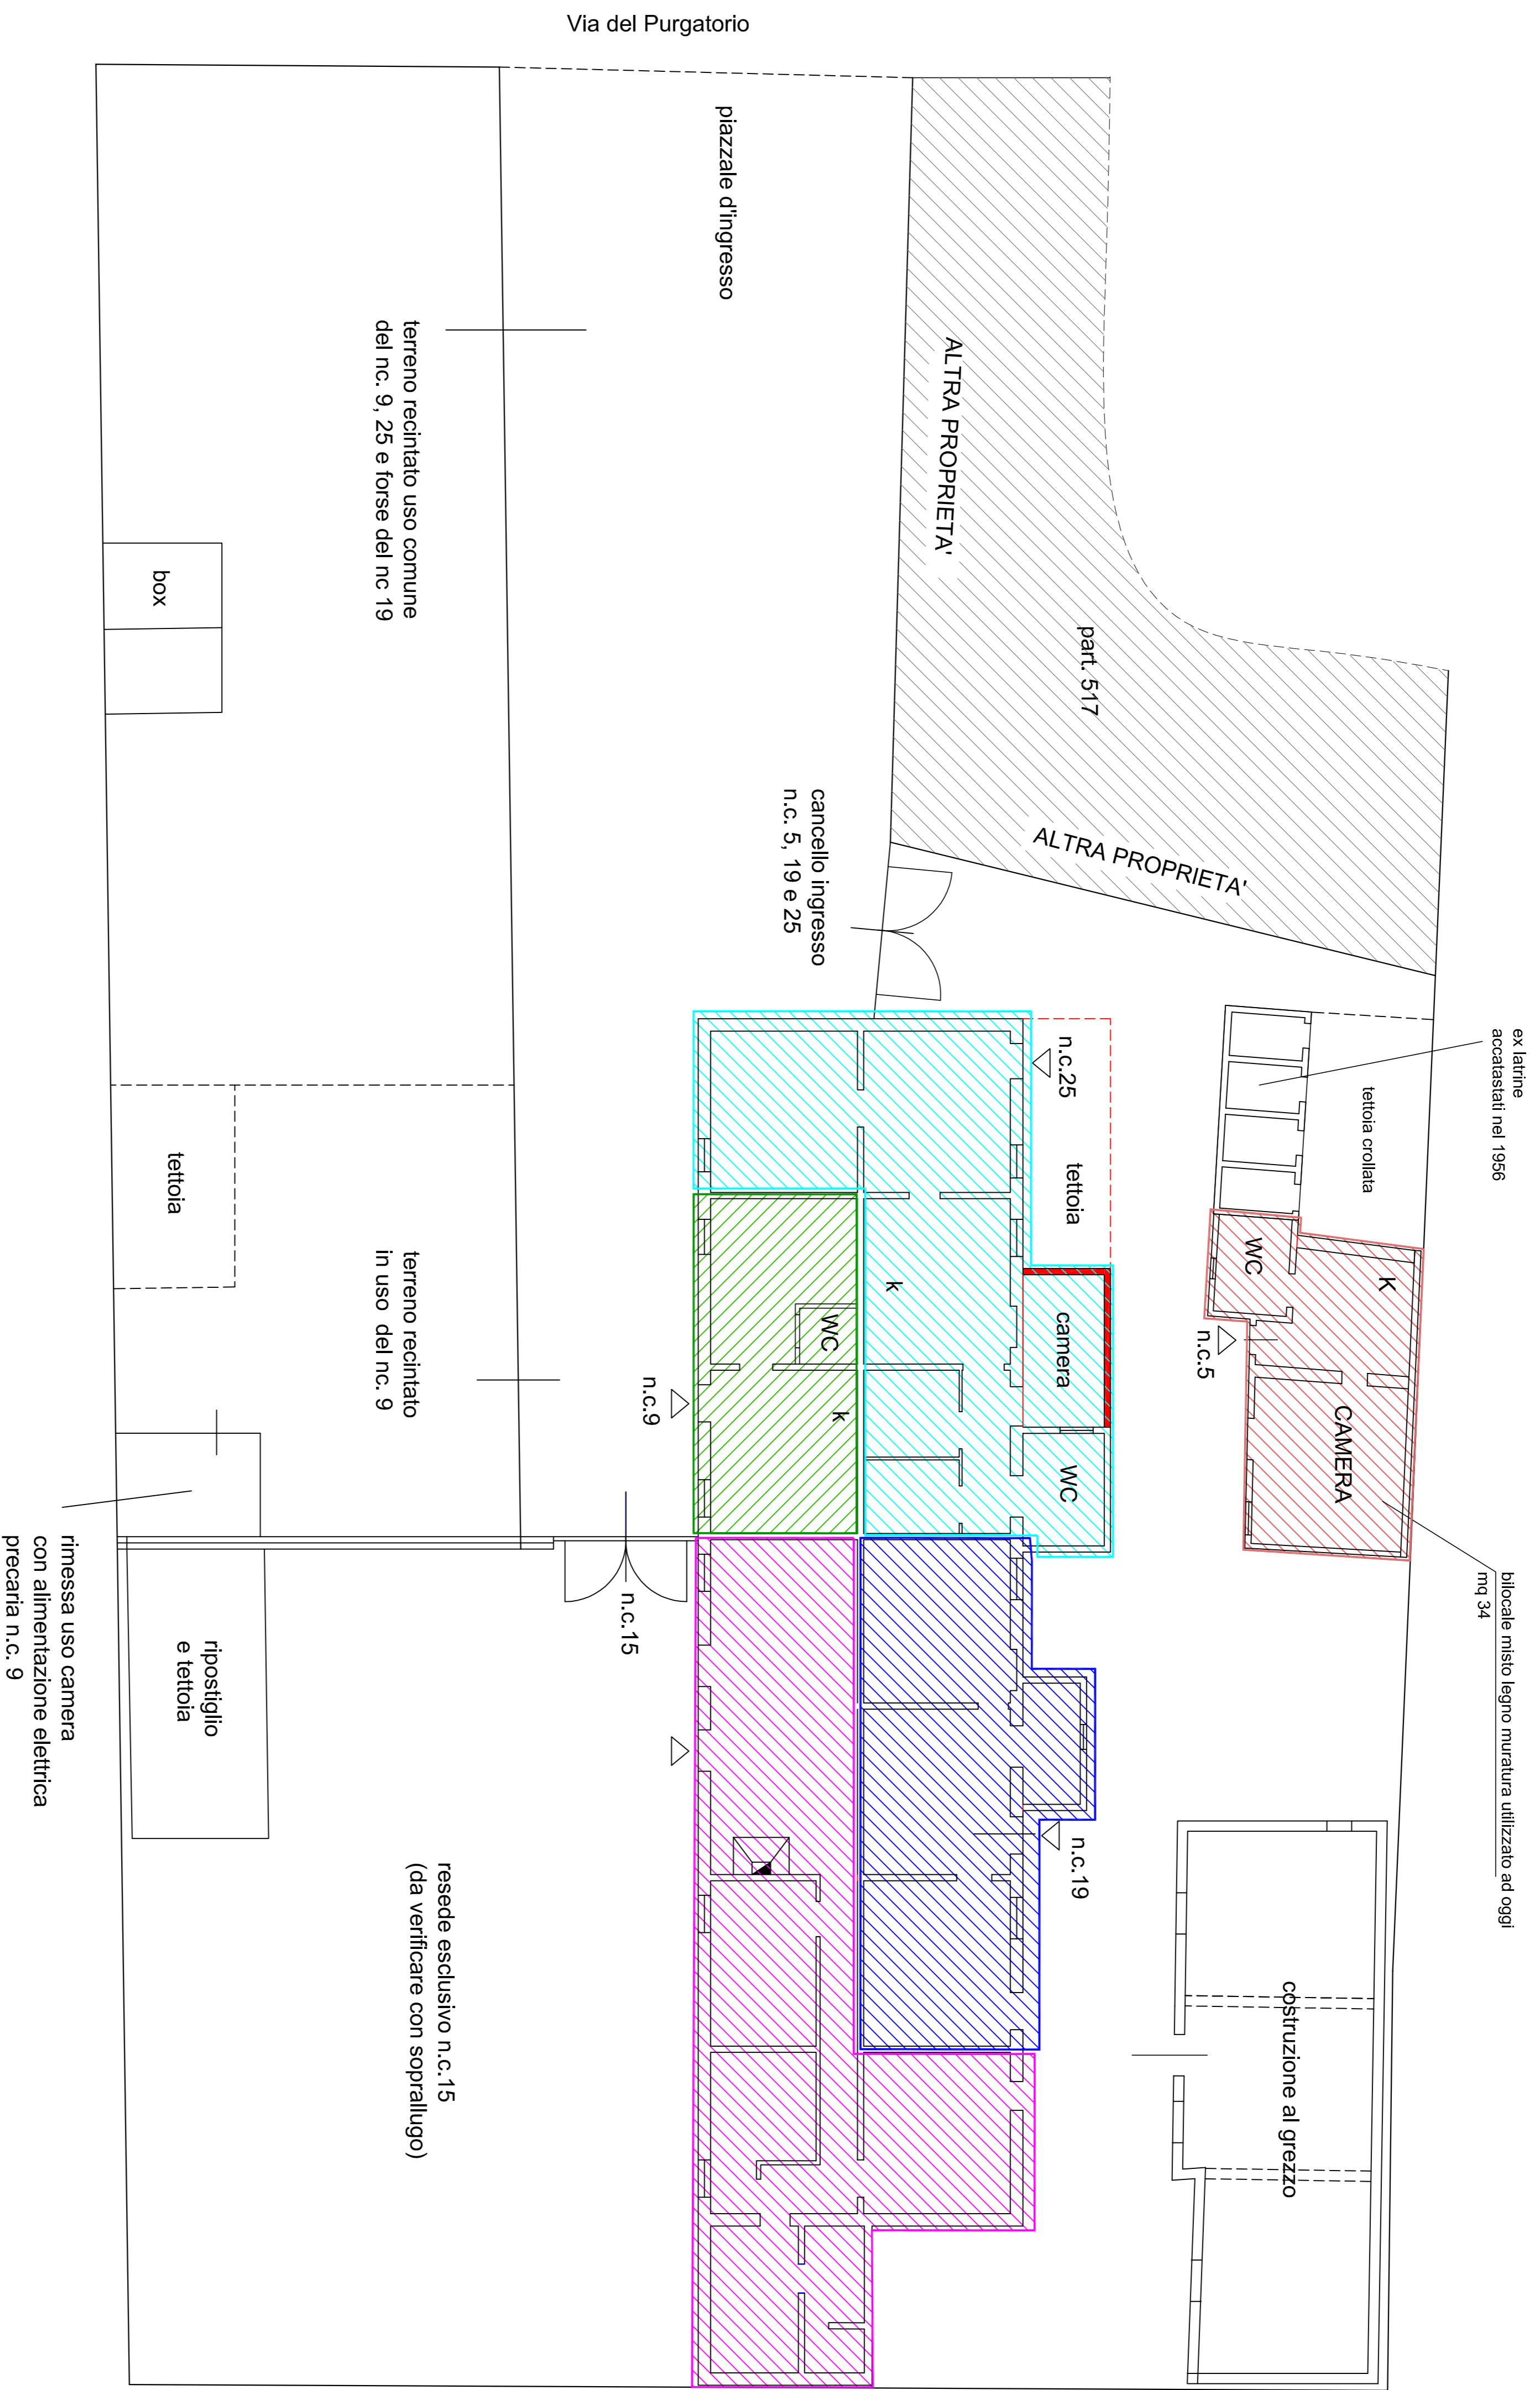 Via del Purgatorio
piazzale d'ingresso
ALTRA PROPRIETA'
part. 517
ALTRA PROPRIETA'
terreno recintato uso comune
del nc. 9, 25 e forse del nc 19
box
cancello ingresso
n.c. 5, 19 e 25
ex latrine
accatastati nel 1956
tettoia crollata
n.c.25
tettoia
WC
K
n.c.5
CAMERA
bilocale misto legno muratura utilizzato ad oggi
mq 34
k
camera
WC
WC
k
n.c.9
tettoia
terreno recintato
in uso del nc. 9
rimessa uso camera
con alimentazione elettrica
precaria n.c. 9
n.c.15
ripostiglio
e tettoia
n.c.19
resede esclusivo n.c.15
(da verificare con soprallugo)
costruzione al grezzo